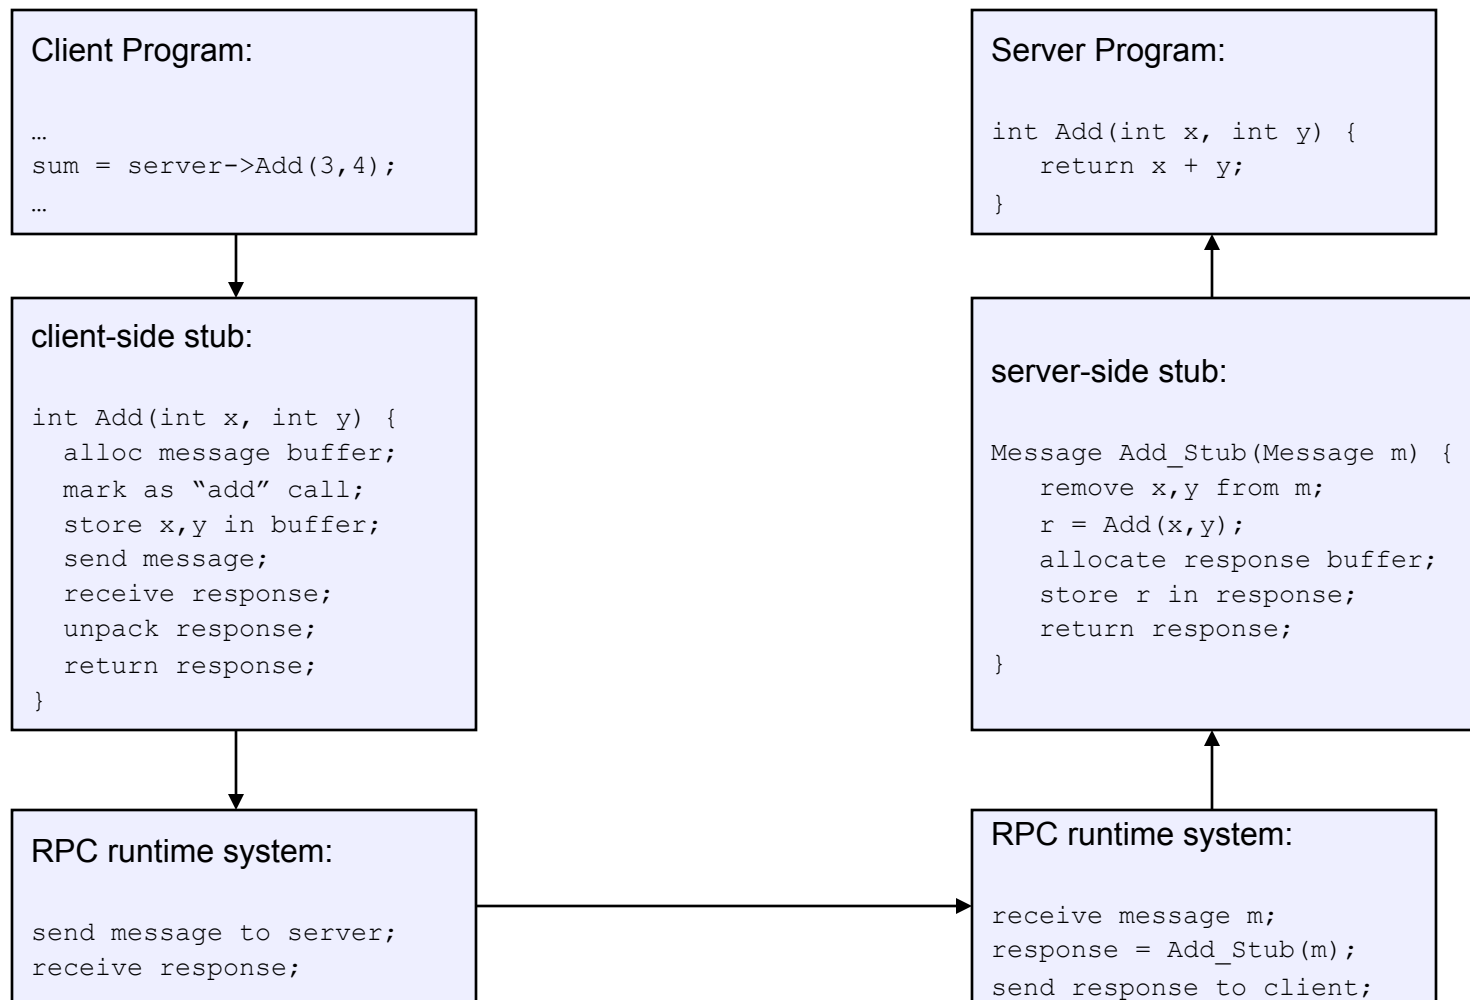 Client Program:
…
sum = server->Add(3,4);
…
Server Program:
int Add(int x, int y) {
   return x + y;
}
client-side stub:
int Add(int x, int y) {
  alloc message buffer;
  mark as “add” call;
  store x,y in buffer;
  send message;
  receive response;
  unpack response;
  return response;
}
server-side stub:
Message Add_Stub(Message m) {
   remove x,y from m;
   r = Add(x,y);
   allocate response buffer;
   store r in response;
   return response;
}
RPC runtime system:
send message to server;
receive response;
RPC runtime system:
receive message m;
response = Add_Stub(m);
send response to client;